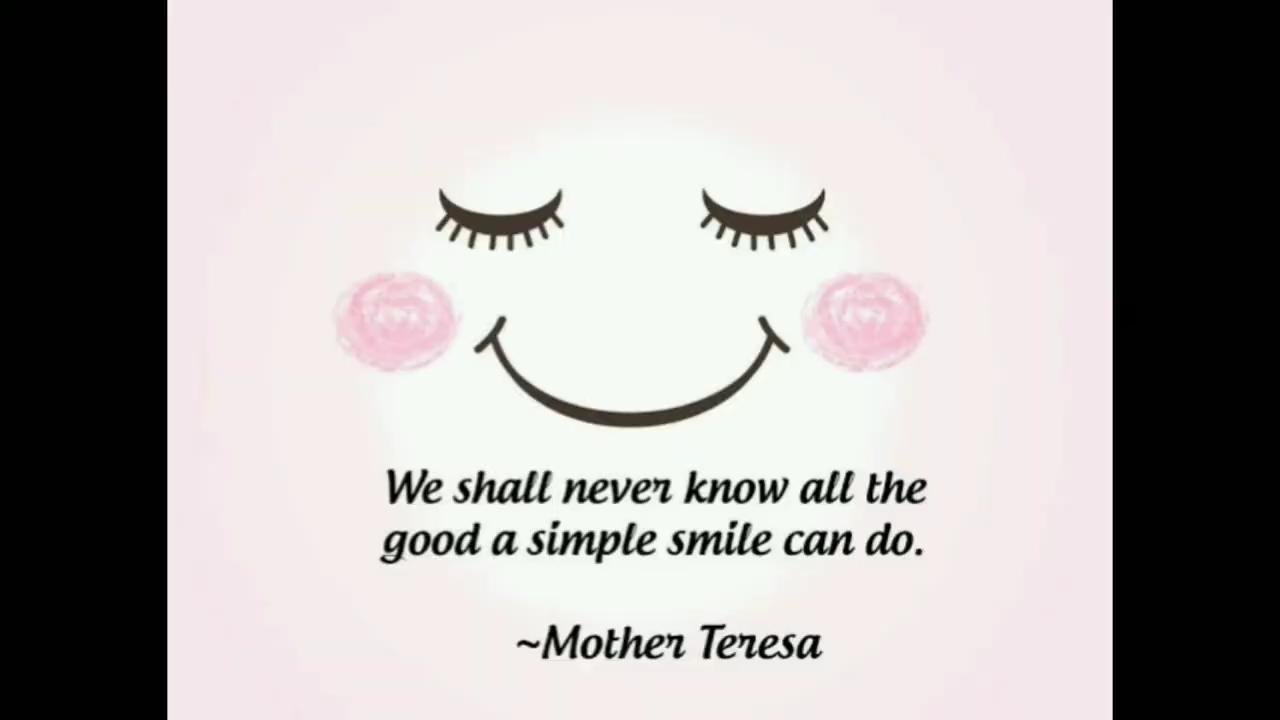 We shall never know all the
good a simple smile can do.
~Mother Teresa